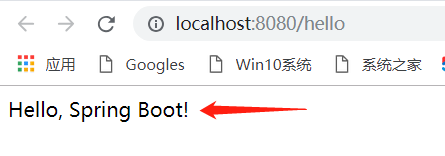 localhost:8080/hello
应用 Googles Win10系统 系统之家
Hello, Spring Boot!